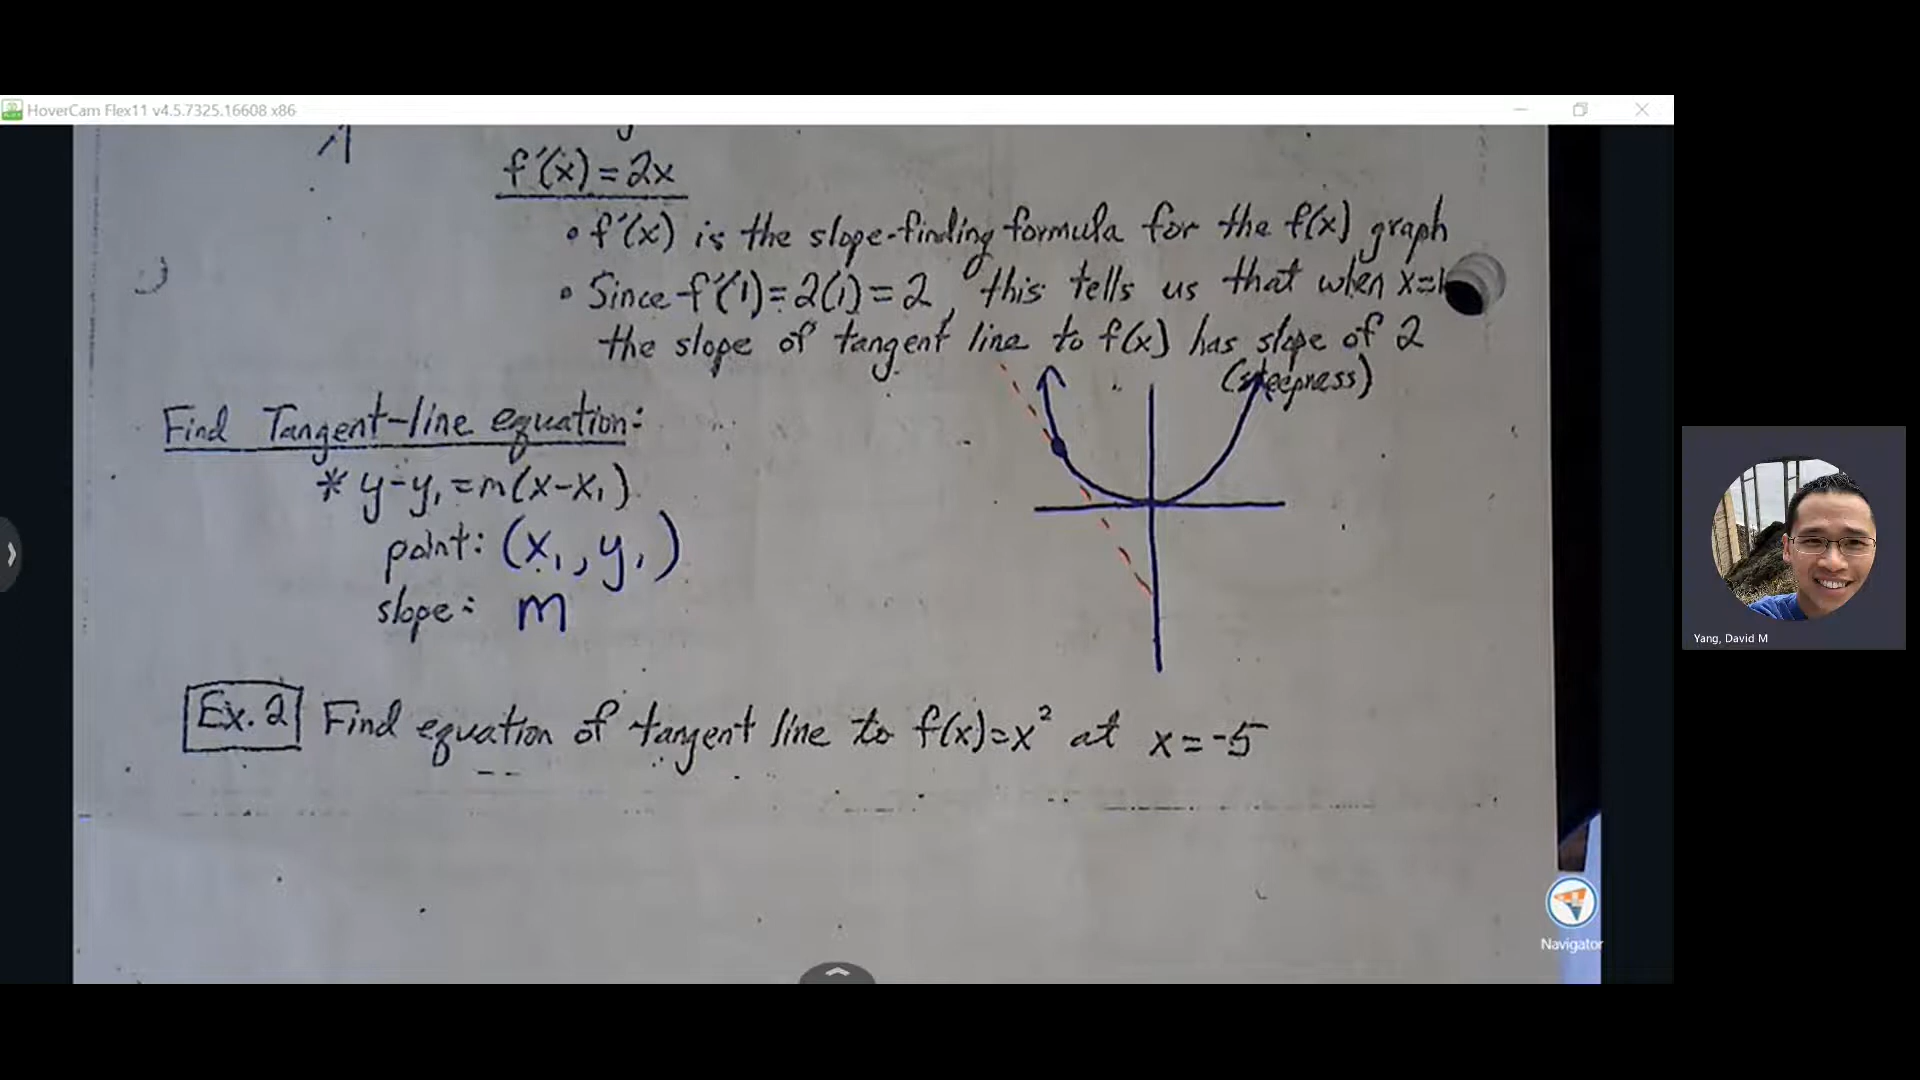 HoverCam Flex11 v4.5.7325.16608 x86
f'(x) = 2x
• f'(x) is the slope-finding formula for the f(x) graph
• Since f'(1) = 2(1) = 2, this tells us that when x=1
the slope of tangent line to f(x) has slope of 2
(steepness)
Find Tangent-line equation:
* y-y₁=m(x-x₁)
point: (x₁, y₁)
slope: m
Ex. 2 Find equation of tangent line to f(x)=x² at x=-5
Navigator
Yang, David M